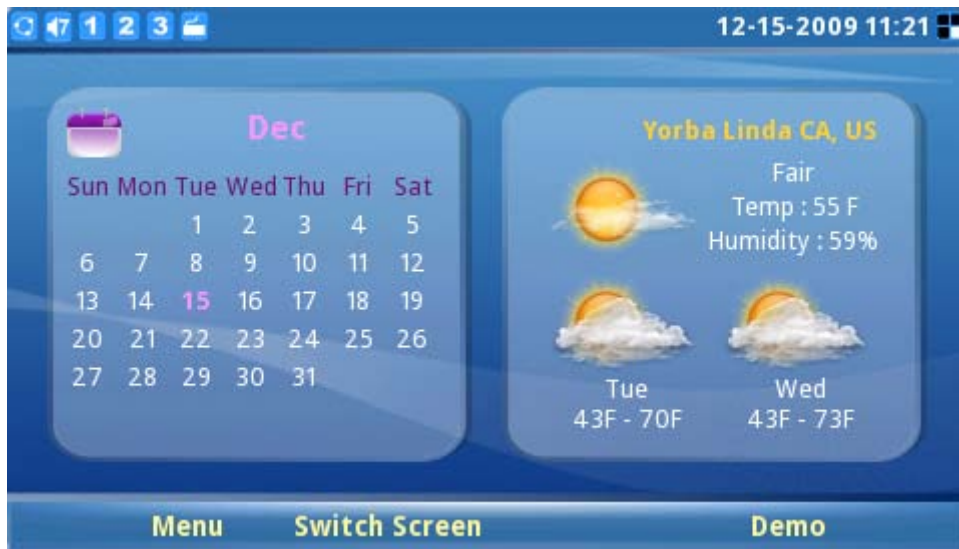 7 1 2 3
12-15-2009 11:21
Dec
Sun Mon Tue Wed Thu Fri Sat
1 2 3 4 5
6 7 8 9 10 11 12
13 14 15 16 17 18 19
20 21 22 23 24 25 26
27 28 29 30 31
Yorba Linda CA, US
Fair
Temp : 55 F
Humidity : 59%
Tue
43F - 70F
Wed
43F - 73F
Menu
Switch Screen
Demo